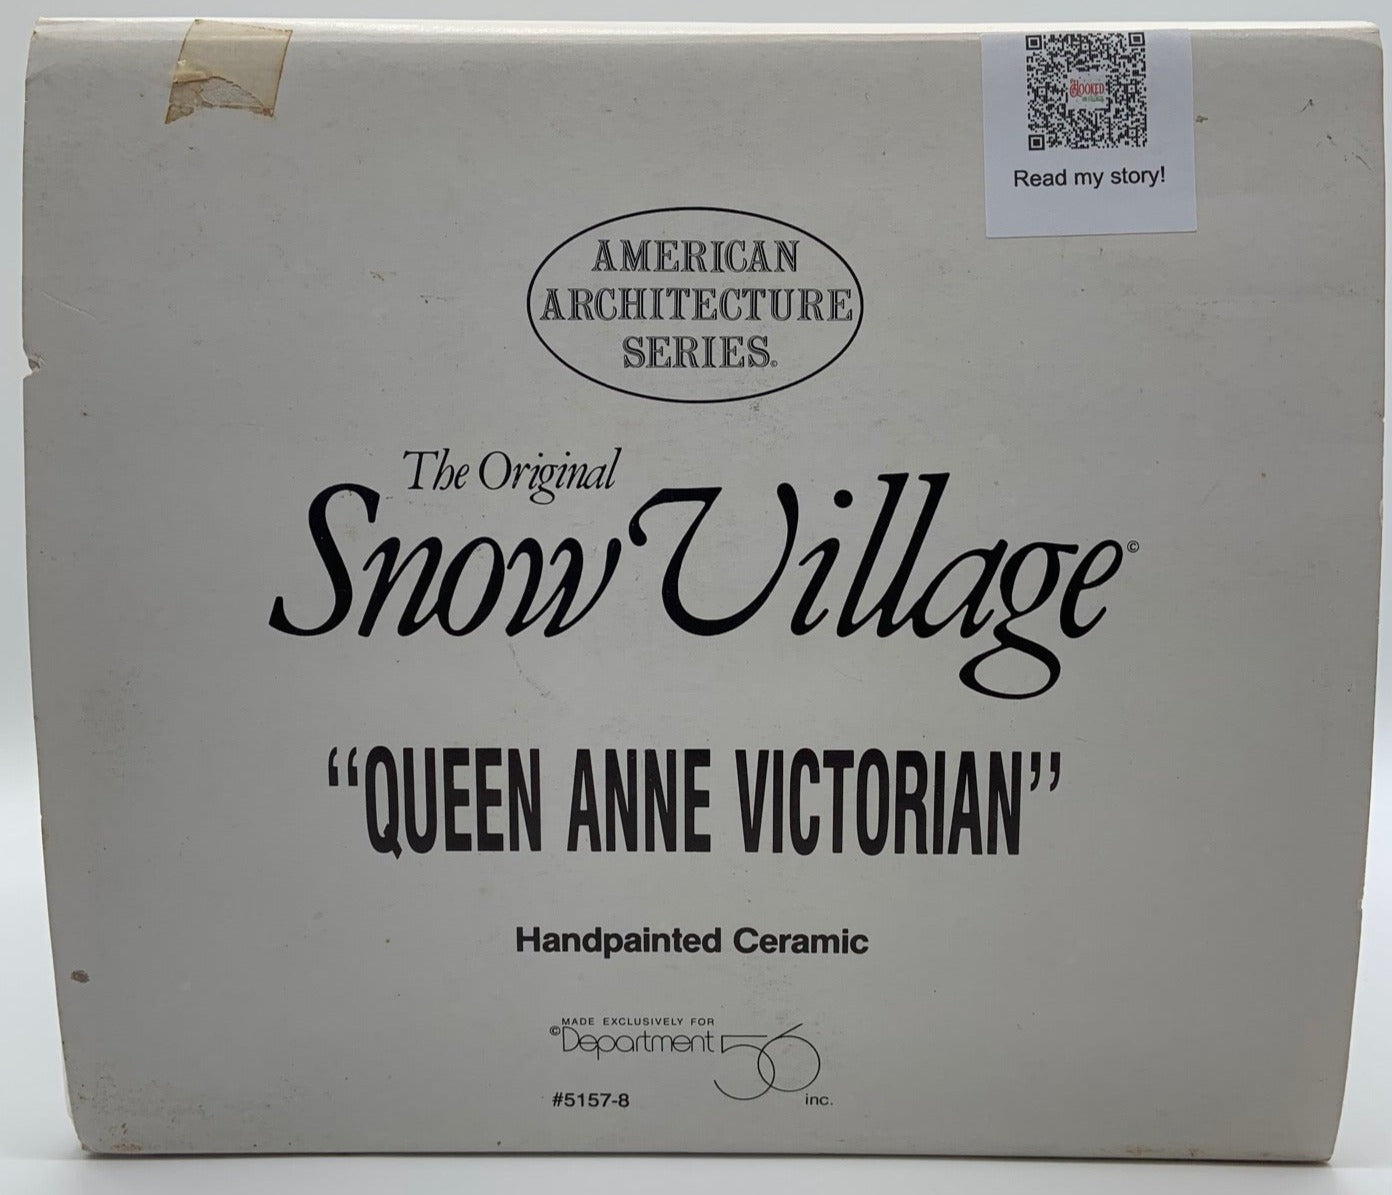 HOOKED
Read my story!
AMERICAN
ARCHITECTURE
SERIES©
The Original
Snow Village©
“QUEEN ANNE VICTORIAN”
Handpainted Ceramic
MADE EXCLUSIVELY FOR
©Department 56
inc.
#5157-8